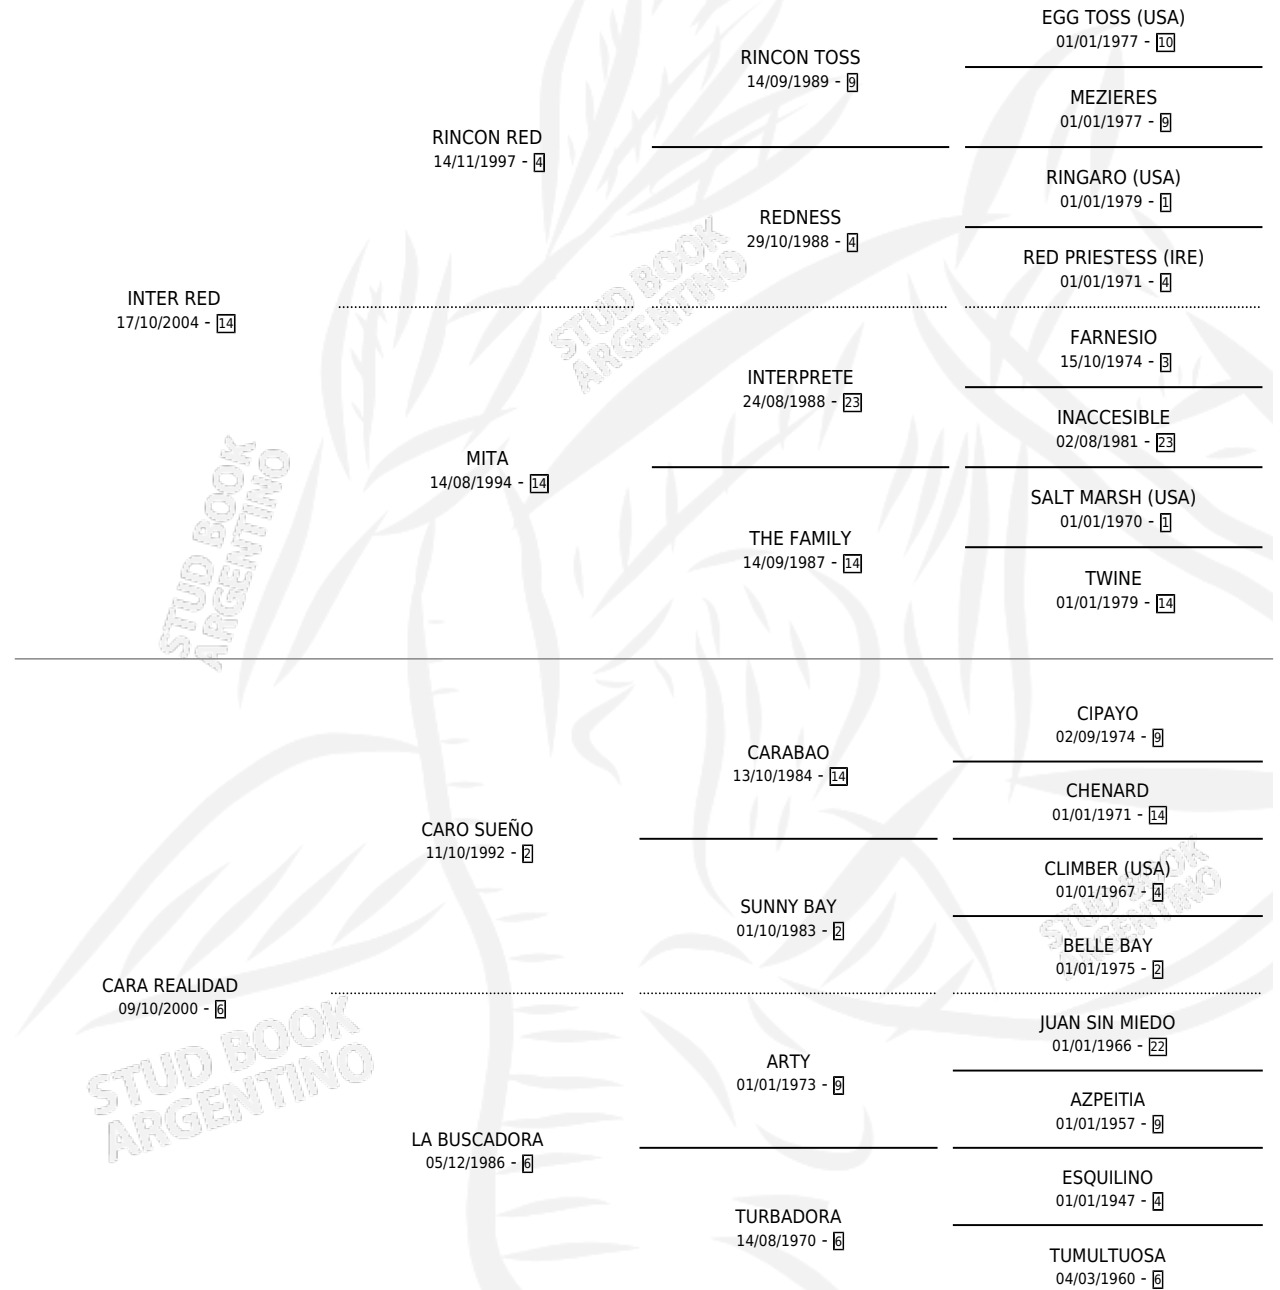 EGG TOSS (USA)
01/01/1977 - 10
RINCON TOSS
14/09/1989 - 9
MEZIERES
01/01/1977 - 9
RINCON RED
14/11/1997 - 4
RINGARO (USA)
01/01/1979 - 1
REDNESS
29/10/1988 - 4
RED PRIESTESS (IRE)
01/01/1971 - 4
INTER RED
17/10/2004 - 14
FARNESIO
15/10/1974 - 3
INTERPRETE
24/08/1988 - 23
INACCESIBLE
02/08/1981 - 23
MITA
14/08/1994 - 14
SALT MARSH (USA)
01/01/1970 - 1
THE FAMILY
14/09/1987 - 14
TWINE
01/01/1979 - 14
CIPAYO
02/09/1974 - 9
CARABAO
13/10/1984 - 14
CHENARD
01/01/1971 - 14
CARO SUEÑO
11/10/1992 - 2
CLIMBER (USA)
01/01/1967 - 4
SUNNY BAY
01/10/1983 - 2
BELLE BAY
01/01/1975 - 2
CARA REALIDAD
09/10/2000 - 6
JUAN SIN MIEDO
01/01/1966 - 22
ARTY
01/01/1973 - 9
AZPEITIA
01/01/1957 - 9
LA BUSCADORA
05/12/1986 - 6
ESQUILINO
01/01/1947 - 4
TURBADORA
14/08/1970 - 6
TUMULTUOSA
04/03/1960 - 6
STUD BOOK
ARGENTINO
STUD BOOK
ARGENTINO
STUD BOOK
ARGENTINO
STUD BOOK
ARGENTINO